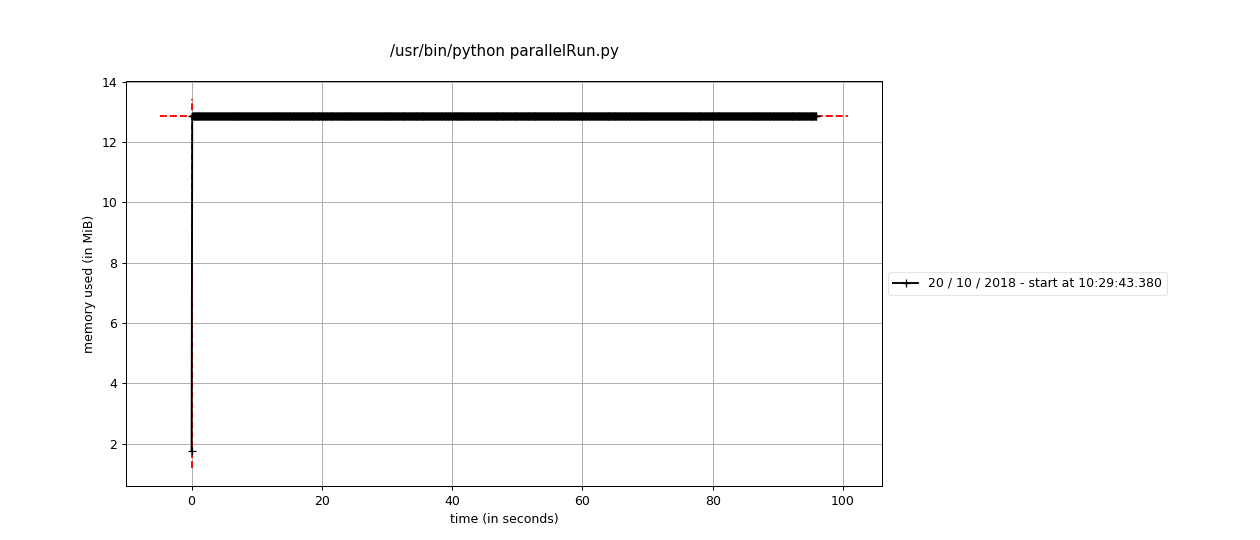 /usr/bin/python parallelRun.py
14
12
10
8
6
4
2
memory used (in MiB)
0 20 40 60 80 100
time (in seconds)
20 / 10 / 2018 - start at 10:29:43.380